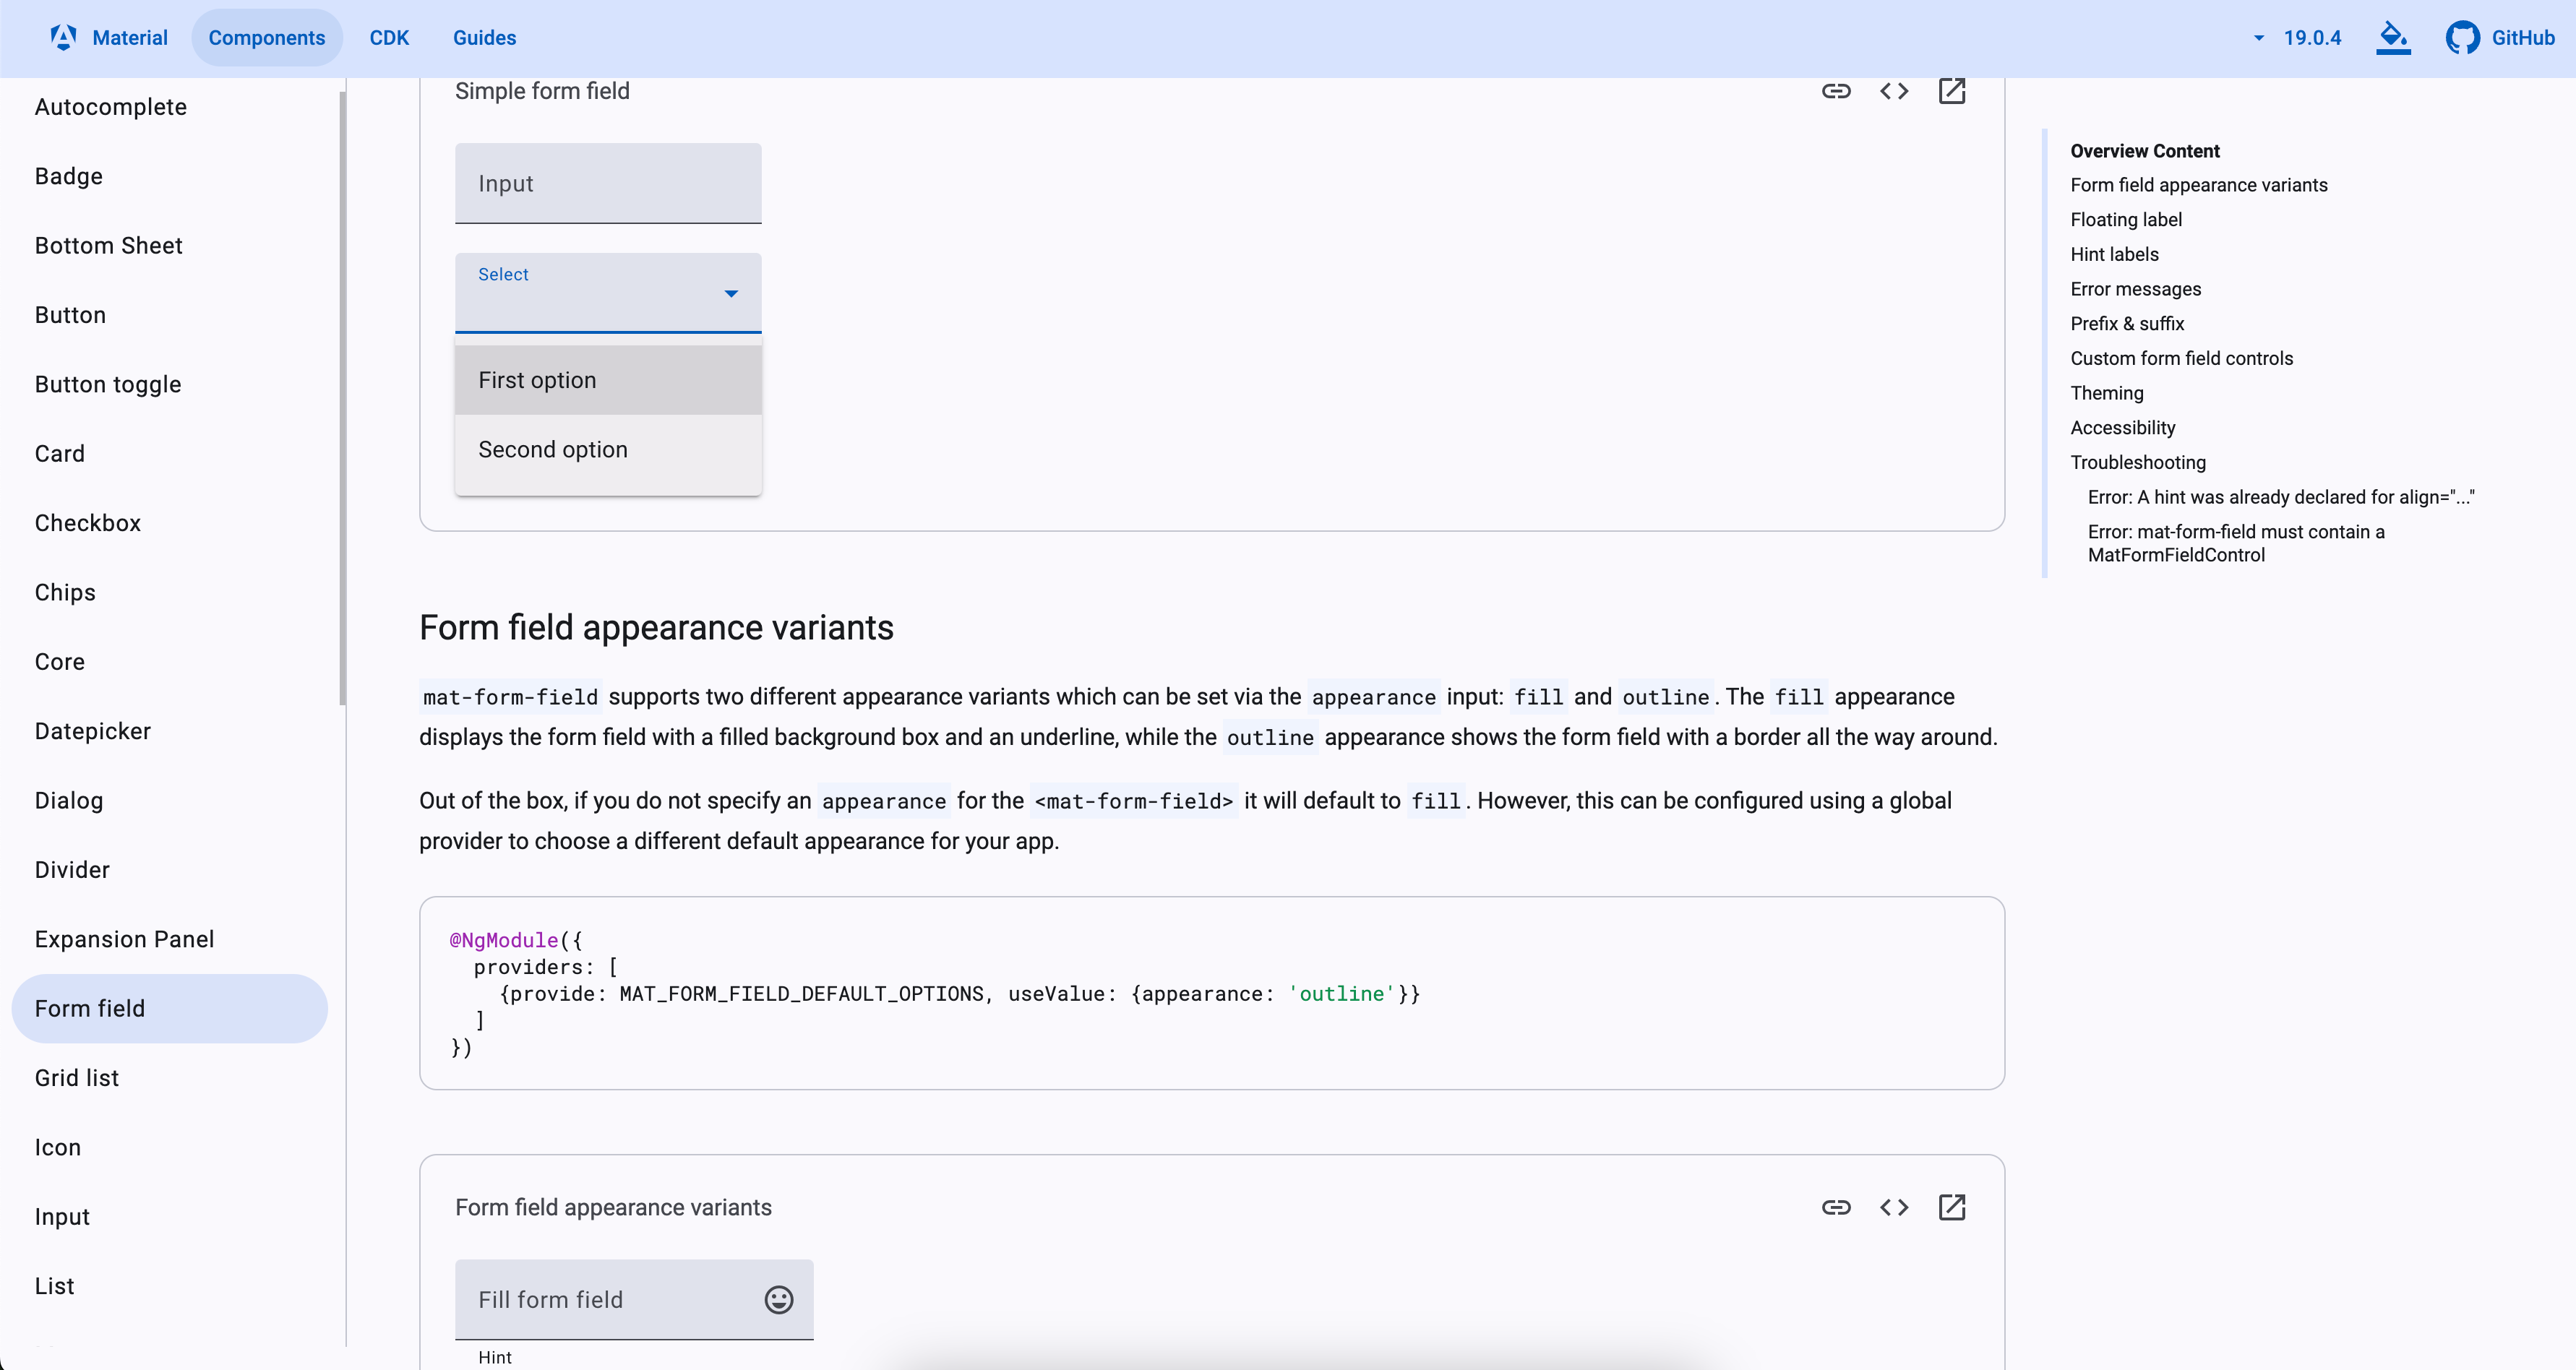 Material
Components
CDK
Guides
19.0.4
GitHub
Autocomplete
Badge
Bottom Sheet
Button
Button toggle
Card
Checkbox
Chips
Core
Datepicker
Dialog
Divider
Expansion Panel
Form field
Grid list
Icon
Input
List
Simple form field
Input
Select
First option
Second option
Form field appearance variants
mat-form-field supports two different appearance variants which can be set via the appearance input: fill and outline. The fill appearance
displays the form field with a filled background box and an underline, while the outline appearance shows the form field with a border all the way around.
Out of the box, if you do not specify an appearance for the <mat-form-field> it will default to fill. However, this can be configured using a global
provider to choose a different default appearance for your app.
@NgModule({
  providers: [
    {provide: MAT_FORM_FIELD_DEFAULT_OPTIONS, useValue: {appearance: 'outline'}}
  ]
})
Form field appearance variants
Fill form field
Hint
Overview Content
Form field appearance variants
Floating label
Hint labels
Error messages
Prefix & suffix
Custom form field controls
Theming
Accessibility
Troubleshooting
Error: A hint was already declared for align="..."
Error: mat-form-field must contain a
MatFormFieldControl